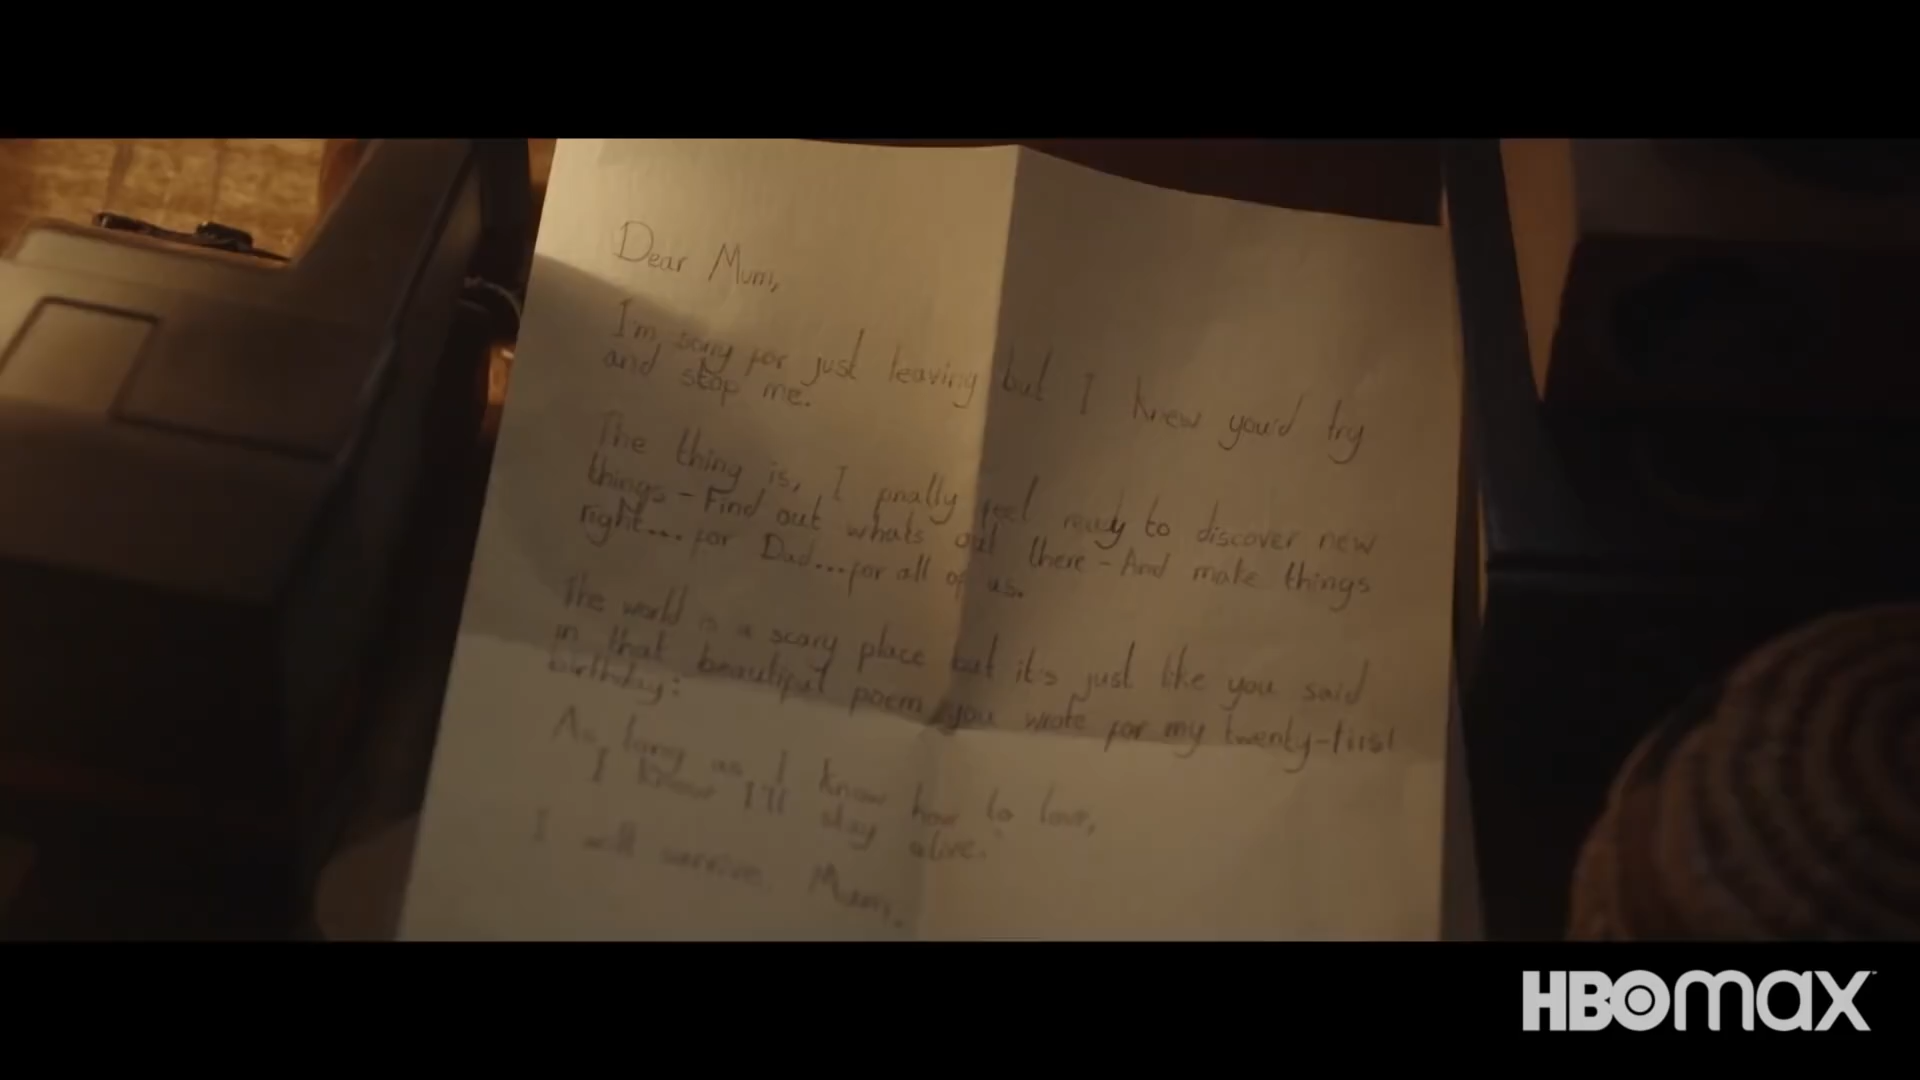 Dear Mum,
I'm sorry for just leaving but I knew you'd try
and stop me.
The thing is, I finally feel ready to discover new
things - Find out whats out there - And make things
right... for Dad... for all of us.
The world is a scary place but it's just like you said
in that beautiful poem you wrote for my twenty-first
birthday:
As long as I know how to love,
I know I'll stay alive.
I will survive, Mum.
HBOMAX